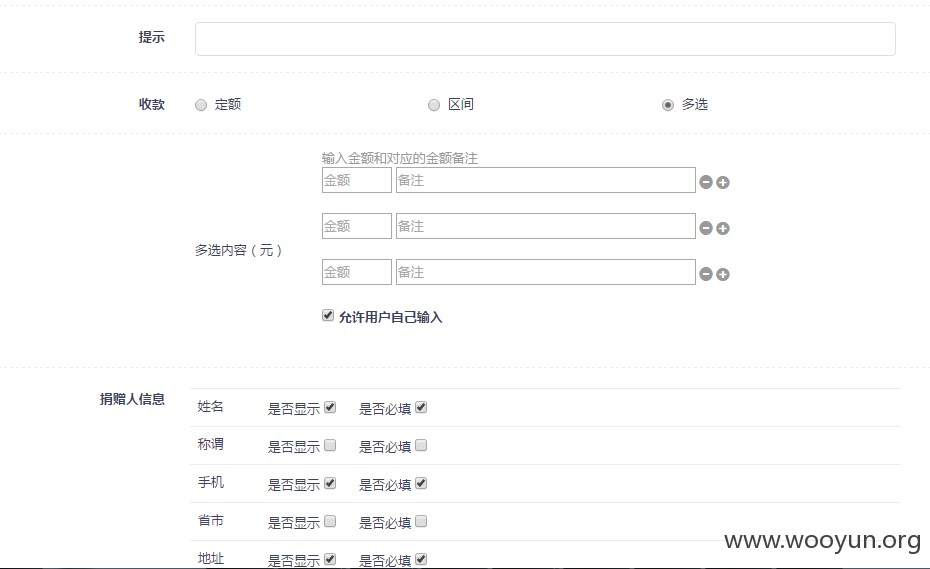 提示
收款 定额 区间 多选
输入金额和对应的金额备注
金额 备注
金额 备注
多选内容（元）
金额 备注
允许用户自己输入
捐赠人信息
姓名 是否显示 是否必填
称谓 是否显示 是否必填
手机 是否显示 是否必填
省市 是否显示 是否必填
www.wooyun.org
地址 是否显示 是否必填